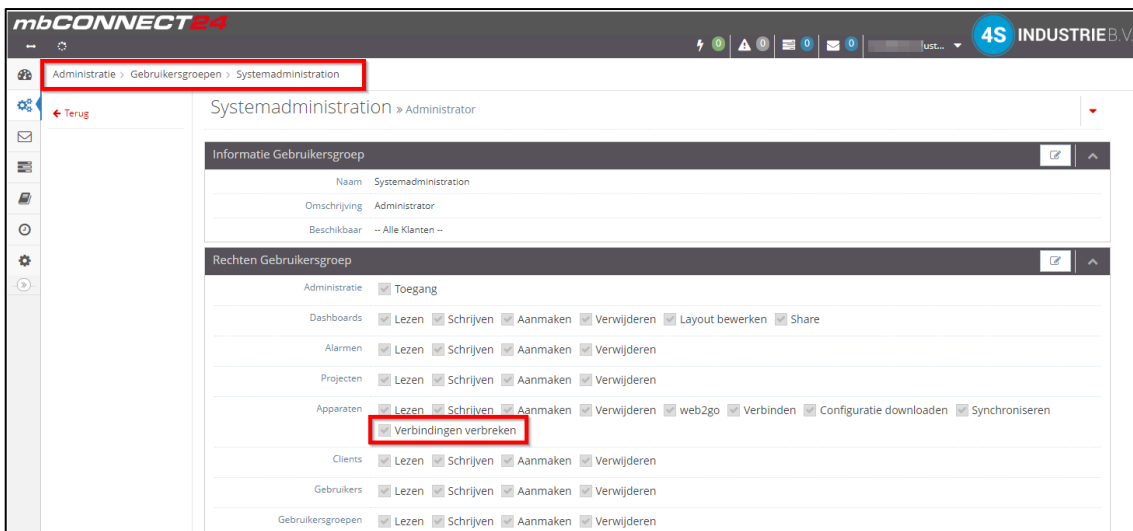 mbCONNECT24
0 0 0 0 ust...
4S INDUSTRIE B.V.
Administratie > Gebruikersgroepen > Systemadministration
Terug
Systemadministration » Administrator
Informatie Gebruikersgroep
Naam Systemadministration
Omschrijving Administrator
Beschikbaar -- Alle Klanten --
Rechten Gebruikersgroep
Administratie Toegang
Dashboards Lezen Schrijven Aanmaken Verwijderen Layout bewerken Share
Alarmen Lezen Schrijven Aanmaken Verwijderen
Projecten Lezen Schrijven Aanmaken Verwijderen
Apparaten Lezen Schrijven Aanmaken Verwijderen web2go Verbinden Configuratie downloaden Synchroniseren
Verbindingen verbreken
Clients Lezen Schrijven Aanmaken Verwijderen
Gebruikers Lezen Schrijven Aanmaken Verwijderen
Gebruikersgroepen Lezen Schrijven Aanmaken Verwijderen